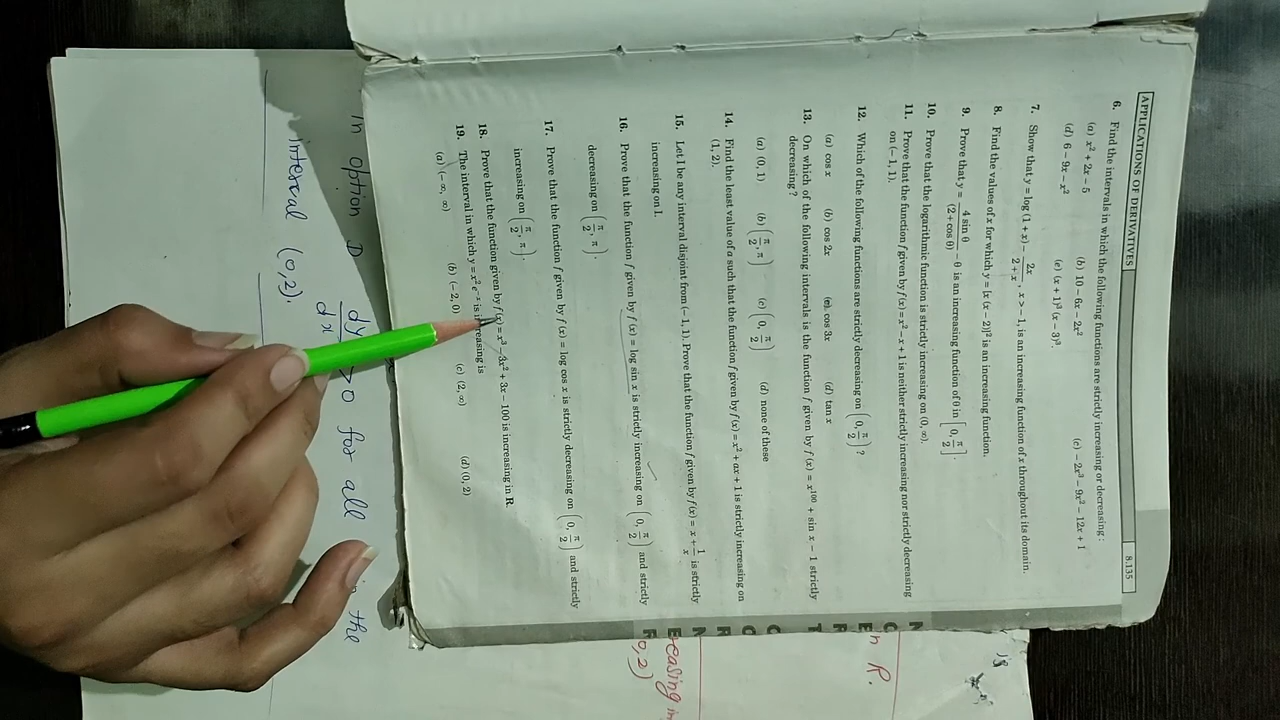 APPLICATIONS OF DERIVATIVES 8.135
6. Find the intervals in which the following functions are strictly increasing or decreasing :
(a) x² + 2x – 5 (b) 10 – 6x – 2x² (c) – 2x³ – 9x² – 12x + 1
(d) 6 – 9x – x² (e) (x + 1)³ (x – 3)³.
7. Show that y = log (1 + x) – 2x/(2 + x), x > – 1, is an increasing function of x throughout its domain.
8. Find the values of x for which y = [x (x – 2)]² is an increasing function.
9. Prove that y = 4 sin θ/(2 + cos θ) – θ is an increasing function of θ in [0, π/2].
10. Prove that the logarithmic function is strictly increasing on (0, ∞).
11. Prove that the function f given by f (x) = x² – x + 1 is neither strictly increasing nor strictly decreasing
on (– 1, 1).
12. Which of the following functions are strictly decreasing on (0, π/2) ?
(a) cos x (b) cos 2x (c) cos 3x (d) tan x
13. On which of the following intervals is the function f given by f (x) = x¹⁰⁰ + sin x – 1 strictly
decreasing ?
(a) (0, 1) (b) (π/2, π) (c) (0, π/2) (d) none of these
14. Find the least value of a such that the function f given by f (x) = x² + ax + 1 is strictly increasing on
(1, 2).
15. Let I be any interval disjoint from (– 1, 1). Prove that the function f given by f (x) = x + 1/x is strictly
increasing on I.
16. Prove that the function f given by f (x) = log sin x is strictly increasing on (0, π/2) and strictly
decreasing on (π/2, π).
17. Prove that the function f given by f (x) = log cos x is strictly decreasing on (0, π/2) and strictly
increasing on (π/2, π).
18. Prove that the function given by f (x) = x³ – 3x² + 3x – 100 is increasing in R.
19. The interval in which y = x² e⁻ˣ is increasing is
(a) (– ∞, ∞) (b) (– 2, 0) (c) (2, ∞) (d) (0, 2)
In option D dy/dx > 0 for all in the
interval (0,2).
n R.
reasing in
0,2)